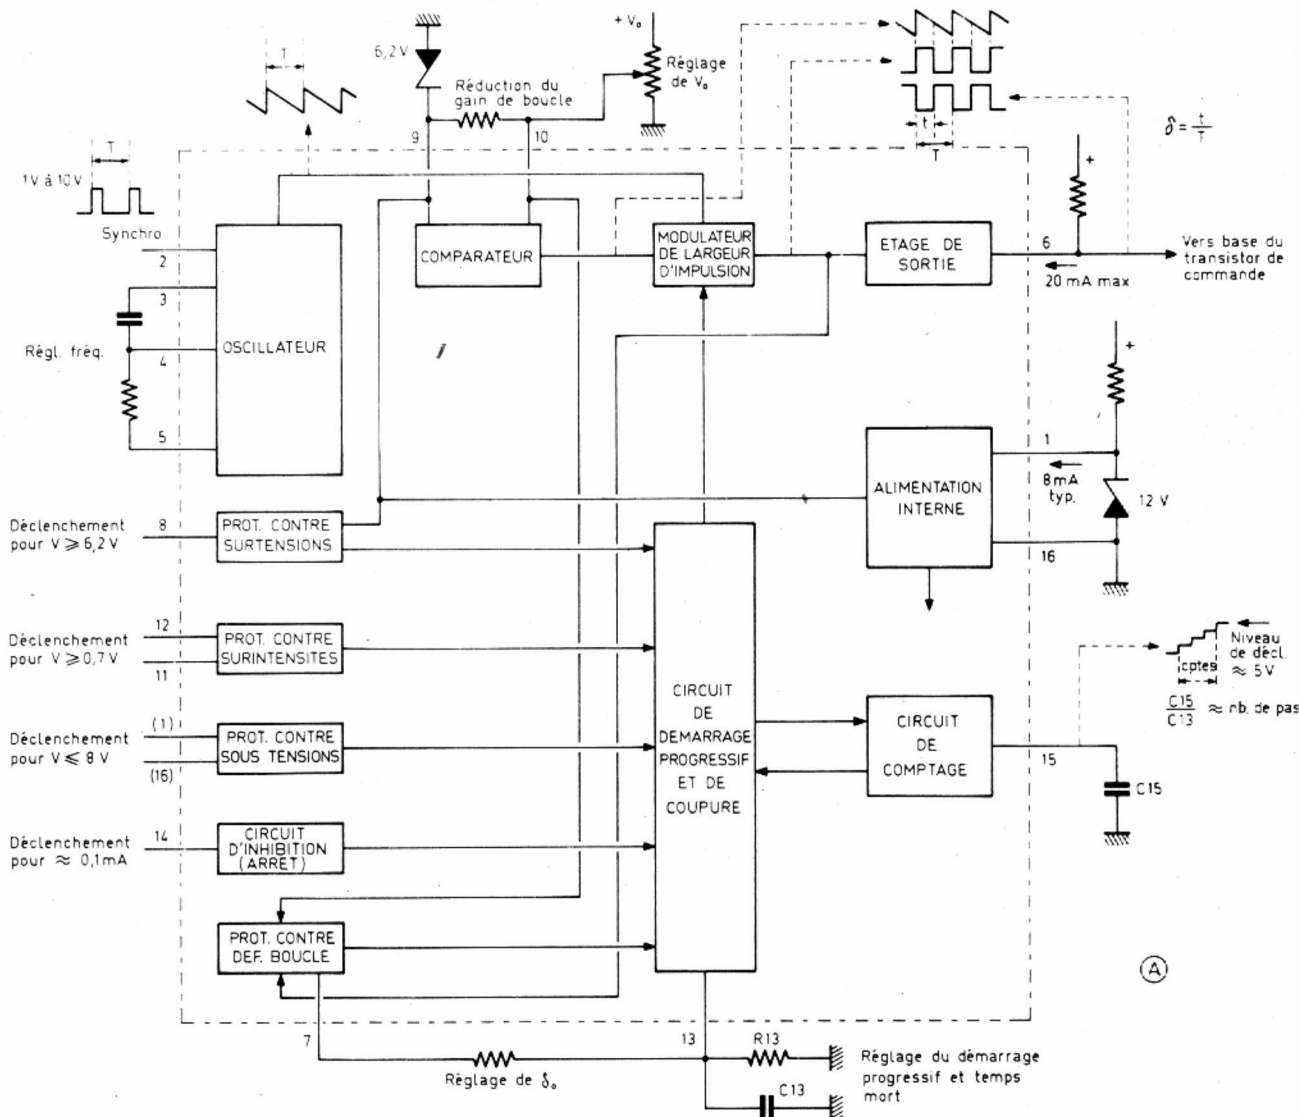 T
6,2 V
+ V₀
Réglage
de V₀
Réduction du
gain de boucle
9
10
t
T
δ = t/T
T
1V à 10V
Synchro
2
3
Régl. fréq.
4
5
OSCILLATEUR
COMPARATEUR
MODULATEUR
DE LARGEUR
D'IMPULSION
ETAGE DE
SORTIE
6
20 mA max
+
Vers base du
transistor de
commande
+
1
8 mA
typ.
12 V
16
ALIMENTATION
INTERNE
Déclenchement
pour V ≥ 6,2 V
8
PROT. CONTRE
SURTENSIONS
Déclenchement
pour V ≥ 0,7 V
12
11
PROT. CONTRE
SURINTENSITES
Déclenchement
pour V ≤ 8 V
(1)
(16)
PROT. CONTRE
SOUS TENSIONS
Déclenchement
pour ≈ 0,1mA
14
CIRCUIT
D'INHIBITION
(ARRET)
PROT. CONTRE
DEF. BOUCLE
CIRCUIT
DE
DEMARRAGE
PROGRESSIF
ET DE
COUPURE
CIRCUIT
DE
COMPTAGE
15
C15
cptes
Niveau
de décl.
≈ 5 V
C15/C13 ≈ nb. de pas
A
7
Réglage de δ₀
13
R13
C13
Réglage du démarrage
progressif et temps
mort